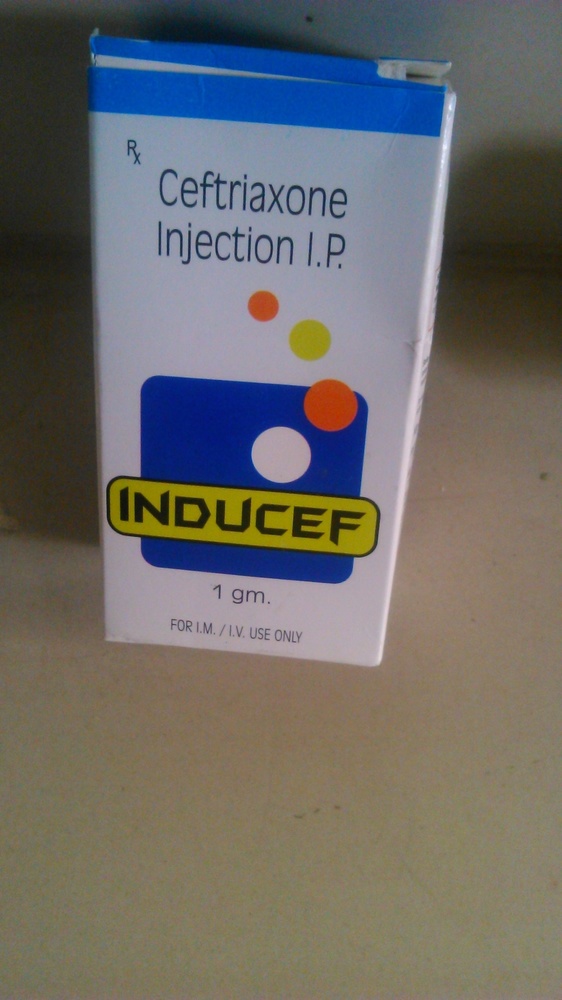 Rx
Ceftriaxone
Injection I.P.
INDUCEF
1 gm.
FOR I.M. / I.V. USE ONLY